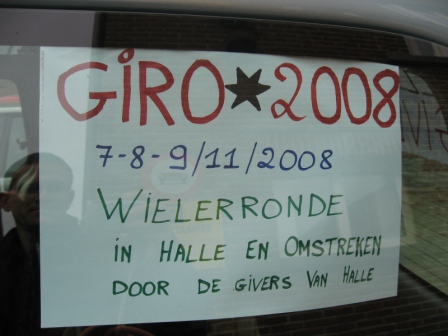 GIRO★2008
7-8-9/11/2008
WIELERRONDE
IN HALLE EN OMSTREKEN
DOOR DE GIVERS VAN HALLE